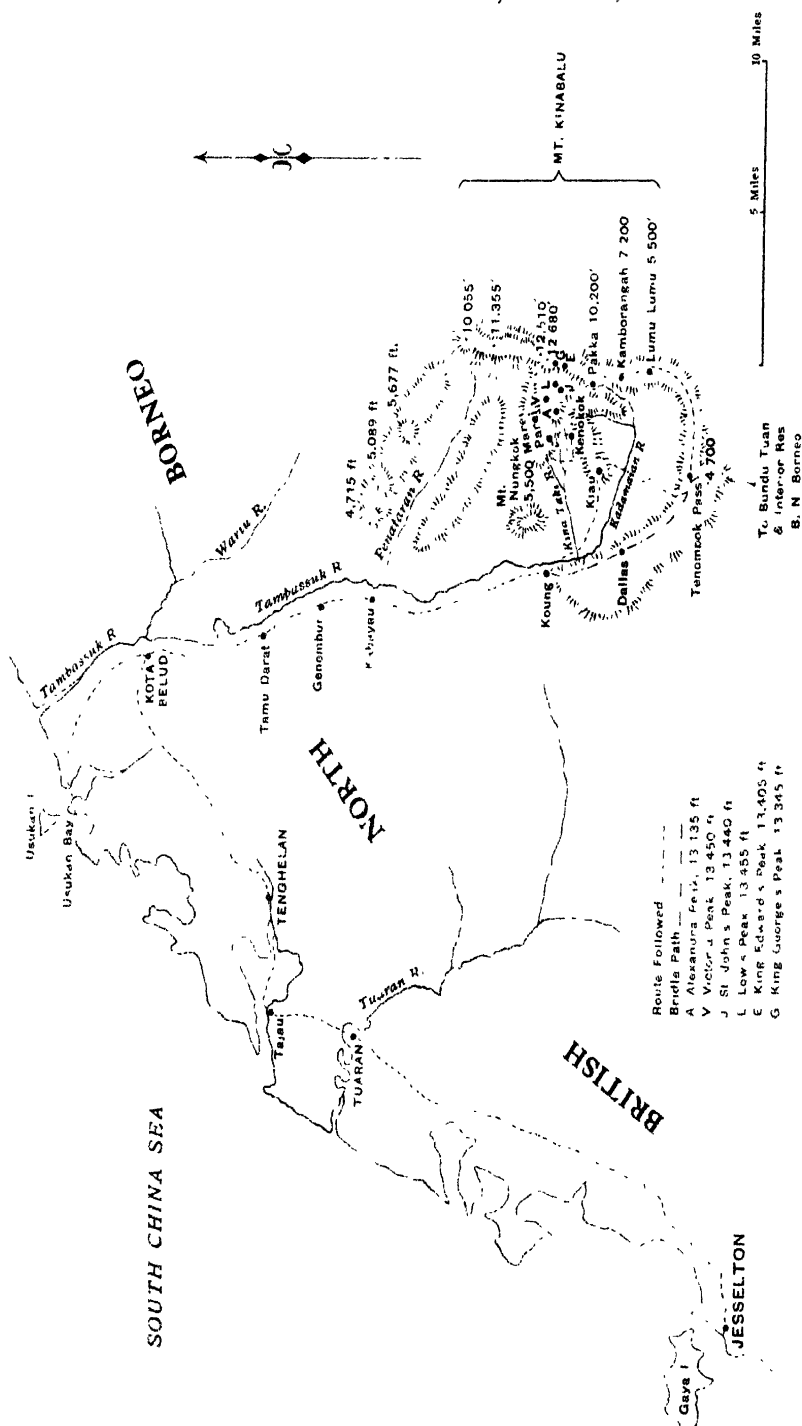 SOUTH CHINA SEA
BRITISH
NORTH
BORNEO
Usukan I
Usukan Bay
Tambassuk R
KOTA
BELUD
Wariu R.
Tambassuk R
Tamu Darat
Genambur
Kabayau
TENGHELAN
TUARAN
Tuaran R.
Gaya I
JESSELTON
4,715 ft
5,089 ft
5,677 ft.
Penataran R
10 055'
11.355'
12,510'
12 680'
Mt.
Nungkok
5,500
A
V
L
J
G
E
Kenokok
Kiau
Koung
Dallas
Kadamaian R
Pakka 10,200'
Kamborangah 7 200
Lumu Lumu 5 500'
Tenompok Pass
4 700'
MT. KINABALU
To Bundu Tuan
& Interior Res
B. N Borneo
5 Miles
10 Miles
Route Followed
Bridle Path
A Alexandra Peak, 13 135 ft
V Victoria Peak 13 450 ft
J St John s Peak, 13 440 ft
L Low s Peak 13 455 ft
E King Edward s Peak 13,405 ft
G King George s Peak 13 345 ft